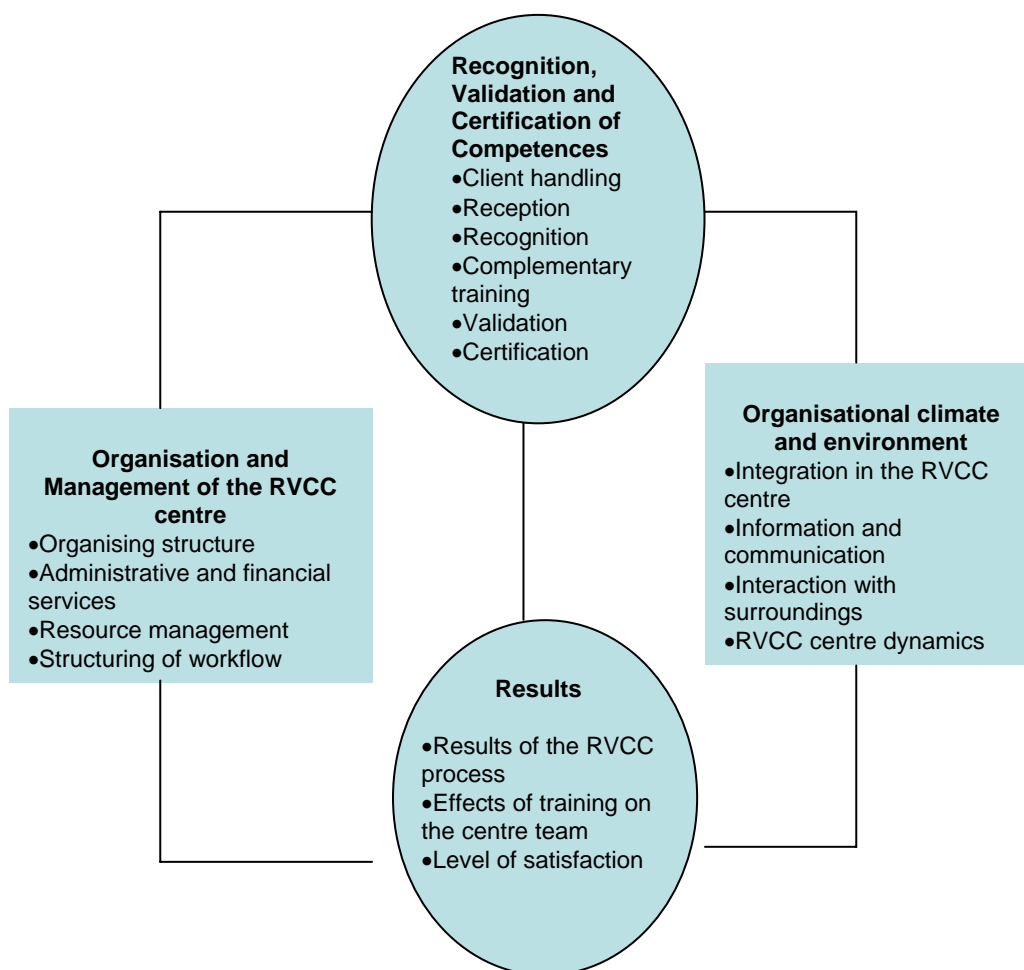 Recognition,
Validation and
Certification of
Competences
•Client handling
•Reception
•Recognition
•Complementary
training
•Validation
•Certification
Organisation and
Management of the RVCC
centre
•Organising structure
•Administrative and financial
services
•Resource management
•Structuring of workflow
Organisational climate
and environment
•Integration in the RVCC
centre
•Information and
communication
•Interaction with
surroundings
•RVCC centre dynamics
Results
•Results of the RVCC
process
•Effects of training on
the centre team
•Level of satisfaction